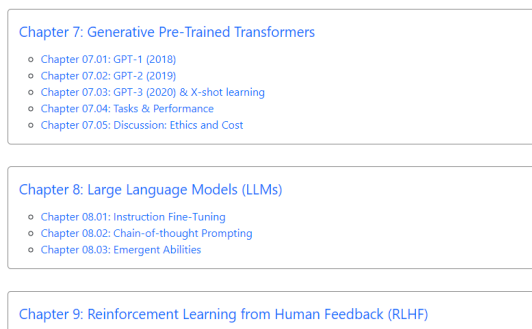 Chapter 7: Generative Pre-Trained Transformers
Chapter 07.01: GPT-1 (2018)
Chapter 07.02: GPT-2 (2019)
Chapter 07.03: GPT-3 (2020) & X-shot learning
Chapter 07.04: Tasks & Performance
Chapter 07.05: Discussion: Ethics and Cost
Chapter 8: Large Language Models (LLMs)
Chapter 08.01: Instruction Fine-Tuning
Chapter 08.02: Chain-of-thought Prompting
Chapter 08.03: Emergent Abilities
Chapter 9: Reinforcement Learning from Human Feedback (RLHF)